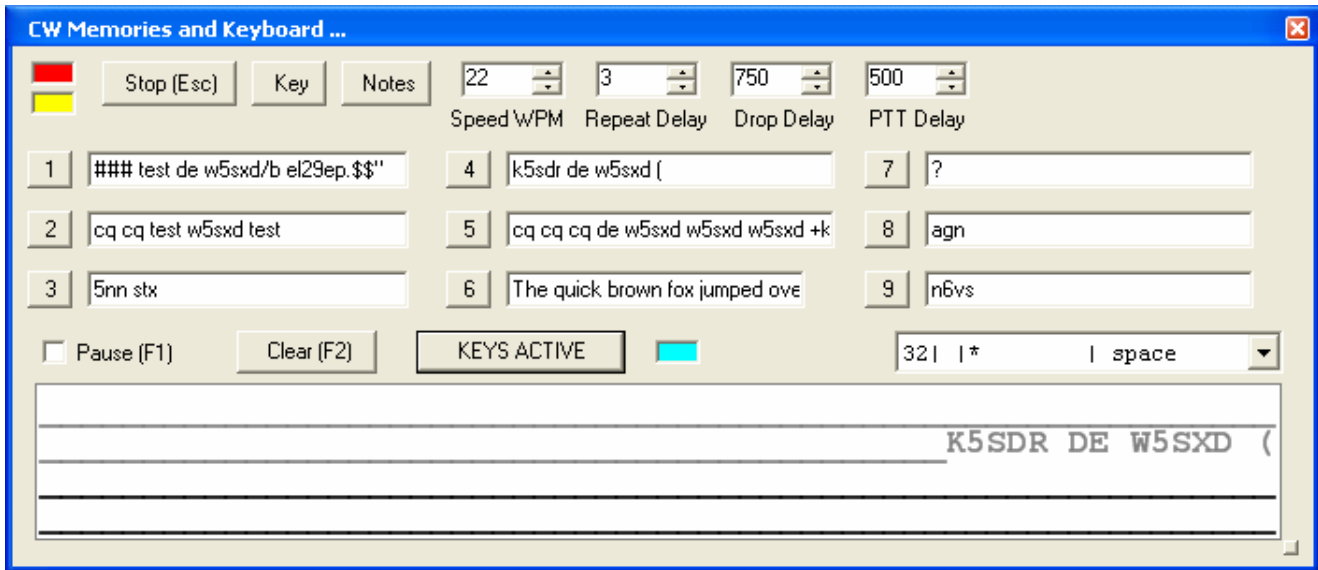 CW Memories and Keyboard ...
Stop (Esc) Key Notes 22 3 750 500
Speed WPM Repeat Delay Drop Delay PTT Delay
1 ### test de w5sxd/b el29ep.$$" 4 k5sdr de w5sxd ( 7 ?
2 cq cq test w5sxd test 5 cq cq cq de w5sxd w5sxd w5sxd +k 8 agn
3 5nn stx 6 The quick brown fox jumped ove 9 n6vs
Pause (F1) Clear (F2) KEYS ACTIVE 32| |* | space
K5SDR DE W5SXD (